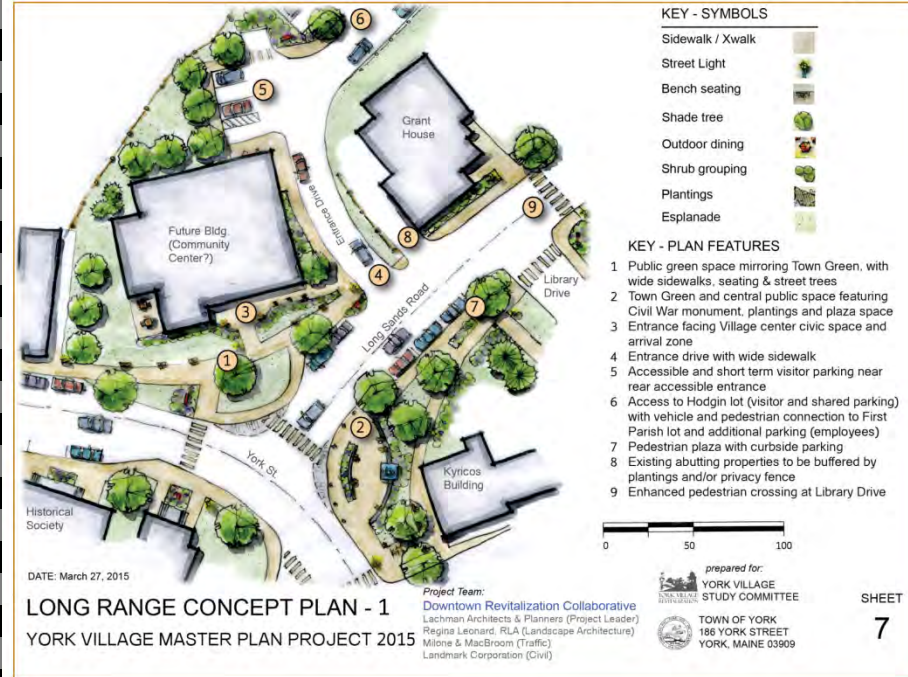 KEY - SYMBOLS
Sidewalk / Xwalk
Street Light
Bench seating
Shade tree
Outdoor dining
Shrub grouping
Plantings
Esplanade
KEY - PLAN FEATURES
1 Public green space mirroring Town Green, with
wide sidewalks, seating & street trees
2 Town Green and central public space featuring
Civil War monument, plantings and plaza space
3 Entrance facing Village center civic space and
arrival zone
4 Entrance drive with wide sidewalk
5 Accessible and short term visitor parking near
rear accessible entrance
6 Access to Hodgin lot (visitor and shared parking)
with vehicle and pedestrian connection to First
Parish lot and additional parking (employees)
7 Pedestrian plaza with curbside parking
8 Existing abutting properties to be buffered by
plantings and/or privacy fence
9 Enhanced pedestrian crossing at Library Drive
0 50 100
6
5
Grant
House
Entrance Drive
9
8
Future Bldg.
(Community
Center?)
4
Library
Drive
3
7
Long Sands Road
1
2
York St.
Kyricos
Building
Historical
Society
DATE: March 27, 2015
LONG RANGE CONCEPT PLAN - 1
YORK VILLAGE MASTER PLAN PROJECT 2015
Project Team:
Downtown Revitalization Collaborative
Lachman Architects & Planners (Project Leader)
Regina Leonard, RLA (Landscape Architecture)
Milone & MacBroom (Traffic)
Landmark Corporation (Civil)
prepared for:
YORK VILLAGE
STUDY COMMITTEE
TOWN OF YORK
186 YORK STREET
YORK, MAINE 03909
SHEET
7